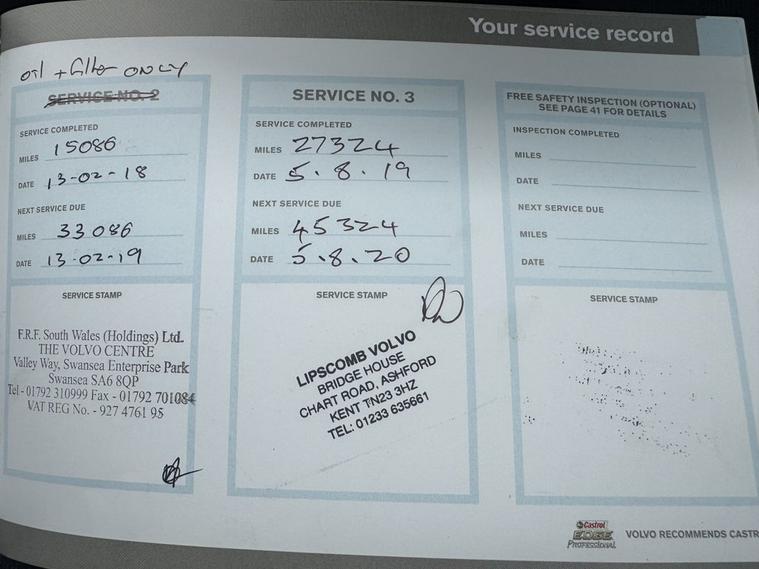 Your service record
oil + filter ONLY
SERVICE NO. 2
SERVICE COMPLETED
MILES 15086
DATE 13-02-18
NEXT SERVICE DUE
MILES 33086
DATE 13-02-19
SERVICE STAMP
F.R.F. South Wales (Holdings) Ltd.
THE VOLVO CENTRE
Valley Way, Swansea Enterprise Park
Swansea SA6 8QP
Tel - 01792 310999 Fax - 01792 701084
VAT REG No. - 927 4761 95
SERVICE NO. 3
SERVICE COMPLETED
MILES 27324
DATE 5.8.19
NEXT SERVICE DUE
MILES 45324
DATE 5.8.20
SERVICE STAMP
LIPSCOMB VOLVO
BRIDGE HOUSE
CHART ROAD, ASHFORD
KENT TN23 3HZ
TEL: 01233 635661
FREE SAFETY INSPECTION (OPTIONAL)
SEE PAGE 41 FOR DETAILS
INSPECTION COMPLETED
MILES
DATE
NEXT SERVICE DUE
MILES
DATE
SERVICE STAMP
Castrol
EDGE
PROFESSIONAL
VOLVO RECOMMENDS CASTR